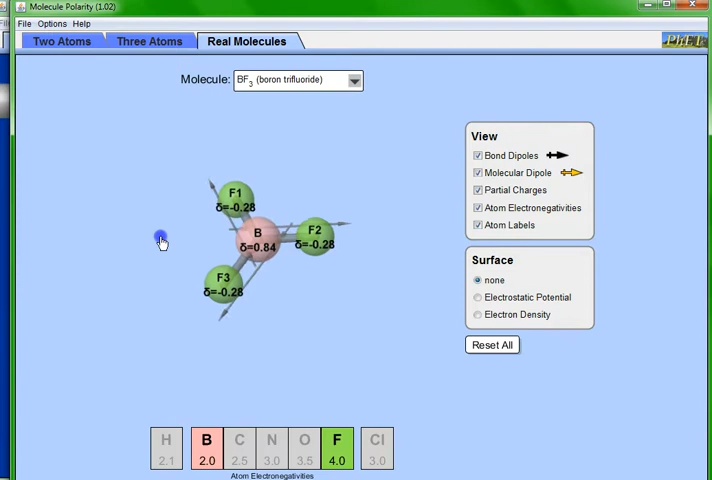 Molecule Polarity (1.02)
File Options Help
Two Atoms Three Atoms Real Molecules
PhET
Molecule: BF3 (boron trifluoride)
View
Bond Dipoles
Molecular Dipole
Partial Charges
Atom Electronegativities
Atom Labels
F1
δ=-0.28
B
δ=0.84
F2
δ=-0.28
F3
δ=-0.28
Surface
none
Electrostatic Potential
Electron Density
Reset All
H B C N O F Cl
2.1 2.0 2.5 3.0 3.5 4.0 3.0
Atom Electronegativities